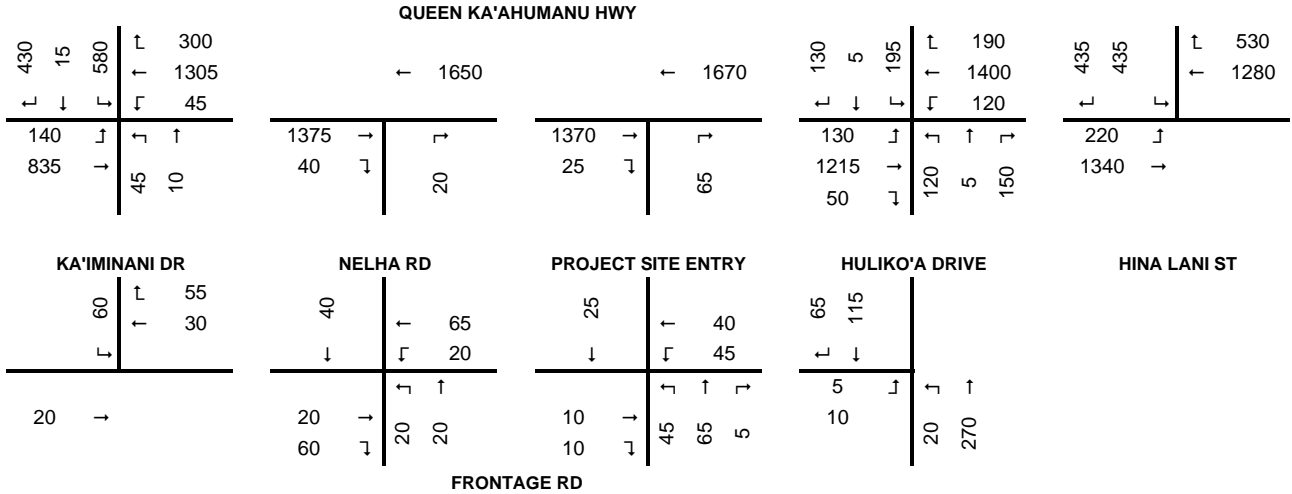 QUEEN KA'AHUMANU HWY
430 15 580 ↰ 300 130 5 195 190 435 435 530
← 1305 ← 1650 ← 1670 ← 1400 ← 1280
↵ ↓ 45 ↵ ↓ 120 ↵
140 1375 → 1370 → 130 220
835 → 40 25 1215 → 1340 →
45 10 20 65 50 120 5 150
KA'IMINANI DR NELHA RD PROJECT SITE ENTRY HULIKO'A DRIVE HINA LANI ST
60 55 40 25 65 115
← 30 ← 65 ← 40
↓ 20 ↓ 45 ↵ ↓
5
20 → 20 → 10 → 10
60 20 20 10 45 65 5 20 270
FRONTAGE RD